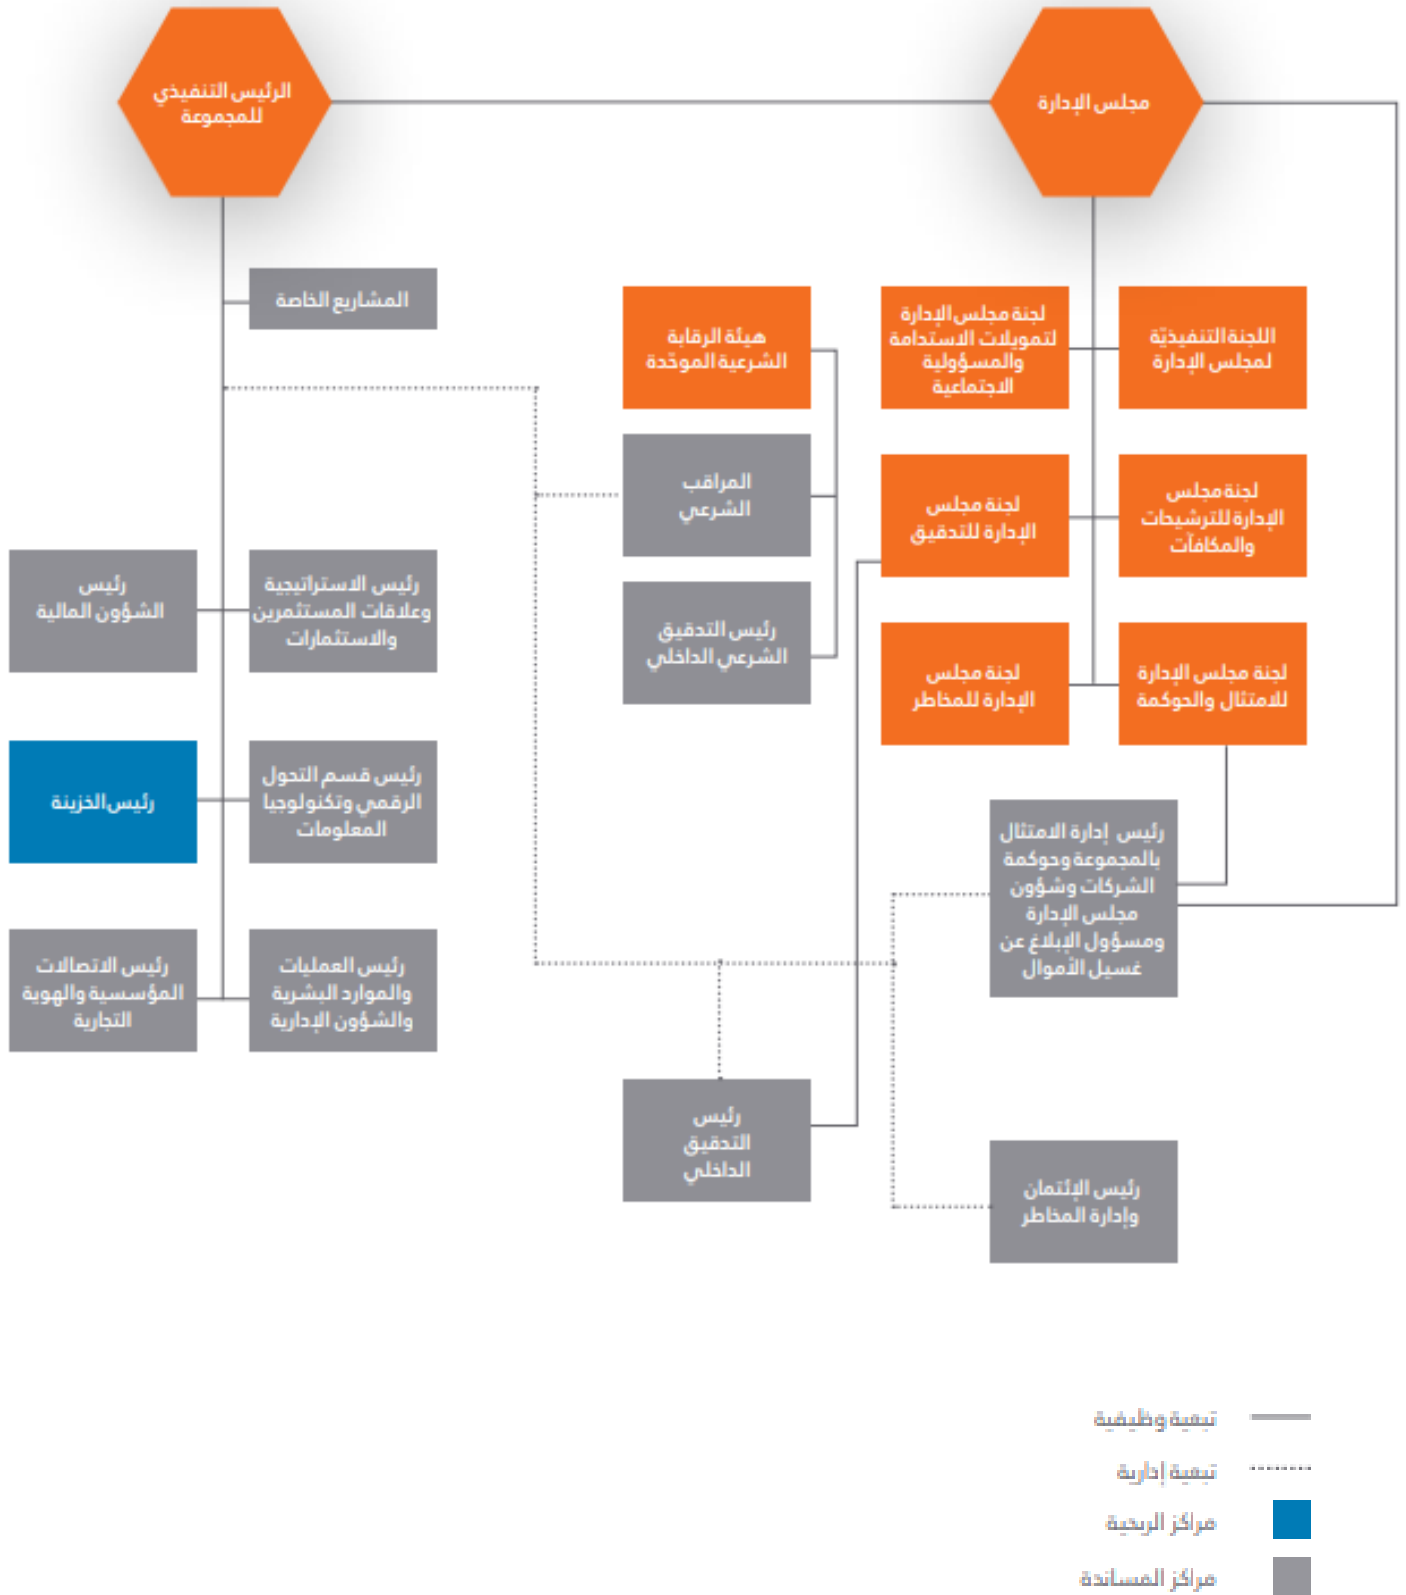 مجلس الإدارة
الرئيس التنفيذي
للمجموعة
المشاريع الخاصة
اللجنة التنفيذيّة
لمجلس الإدارة
لجنة مجلس الإدارة
لتمويلات الاستدامة
والمسؤولية
الاجتماعية
هيئة الرقابة
الشرعية الموحّدة
لجنة مجلس
الإدارة للترشيحات
والمكافآت
لجنة مجلس
الإدارة للتدقيق
المراقب
الشرعي
لجنة مجلس الإدارة
للامتثال والحوكمة
لجنة مجلس
الإدارة للمخاطر
رئيس التدقيق
الشرعي الداخلي
رئيس الاستراتيجية
وعلاقات المستثمرين
والاستثمارات
رئيس
الشؤون المالية
رئيس قسم التحول
الرقمي وتكنولوجيا
المعلومات
رئيس الخزينة
رئيس إدارة الامتثال
بالمجموعة وحوكمة
الشركات وشؤون
مجلس الإدارة
ومسؤول الإبلاغ عن
غسيل الأموال
رئيس العمليات
والموارد البشرية
والشؤون الإدارية
رئيس الاتصالات
المؤسسية والهوية
التجارية
رئيس
التدقيق
الداخلي
رئيس الإئتمان
وإدارة المخاطر
تبعية وظيفية
تبعية إدارية
مراكز الربحية
مراكز المساندة